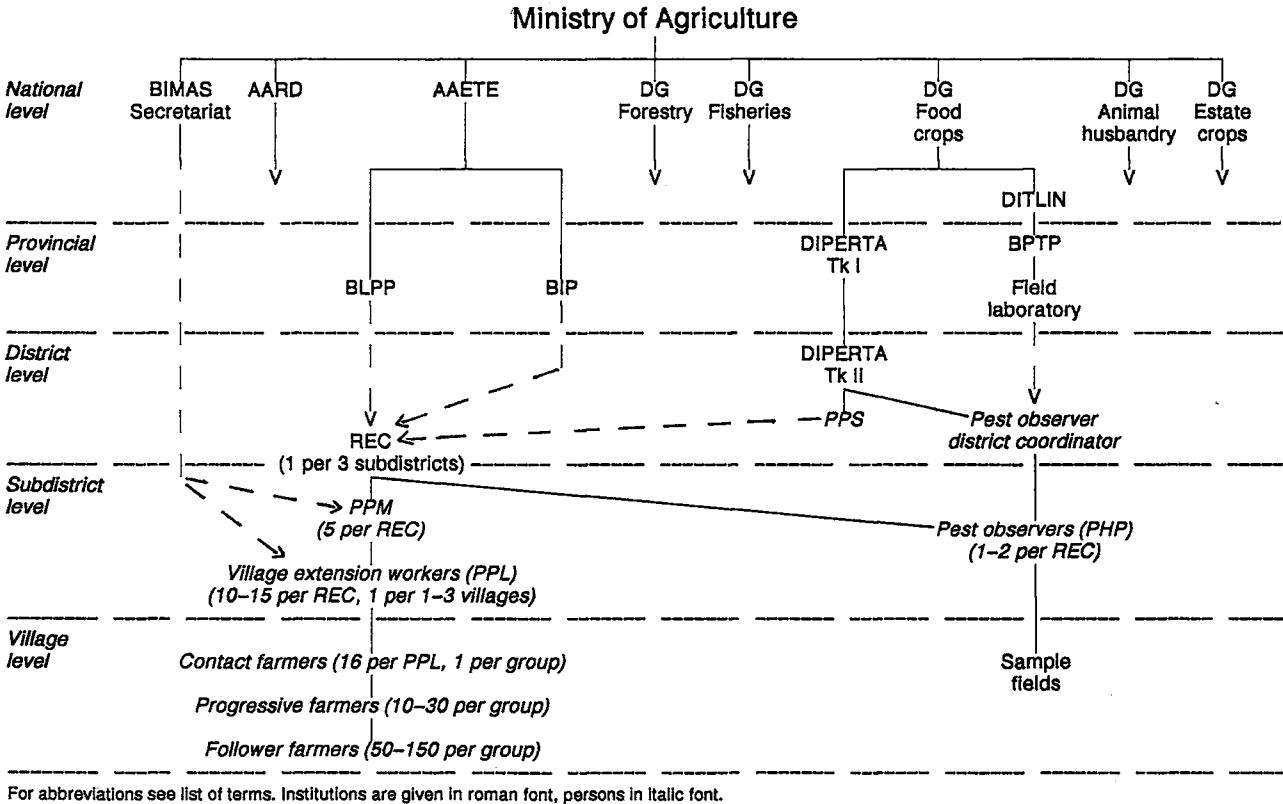 Ministry of Agriculture
National
level
BIMAS
Secretariat
AARD
AAETE
DG
Forestry
DG
Fisheries
DG
Food
crops
DG
Animal
husbandry
DG
Estate
crops
DITLIN
Provincial
level
DIPERTA
Tk I
BPTP
BLPP
BIP
Field
laboratory
District
level
DIPERTA
Tk II
PPS
Pest observer
district coordinator
REC
(1 per 3 subdistricts)
Subdistrict
level
PPM
(5 per REC)
Pest observers (PHP)
(1–2 per REC)
Village extension workers (PPL)
(10–15 per REC, 1 per 1–3 villages)
Village
level
Contact farmers (16 per PPL, 1 per group)
Sample
fields
Progressive farmers (10–30 per group)
Follower farmers (50–150 per group)
For abbreviations see list of terms. Institutions are given in roman font, persons in italic font.